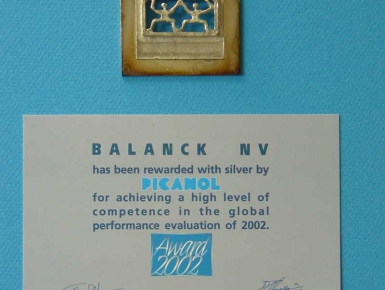 BALANCK NV
has been rewarded with silver by
PICANOL
for achieving a high level of
competence in the global
performance evaluation of 2002.
Award
2002